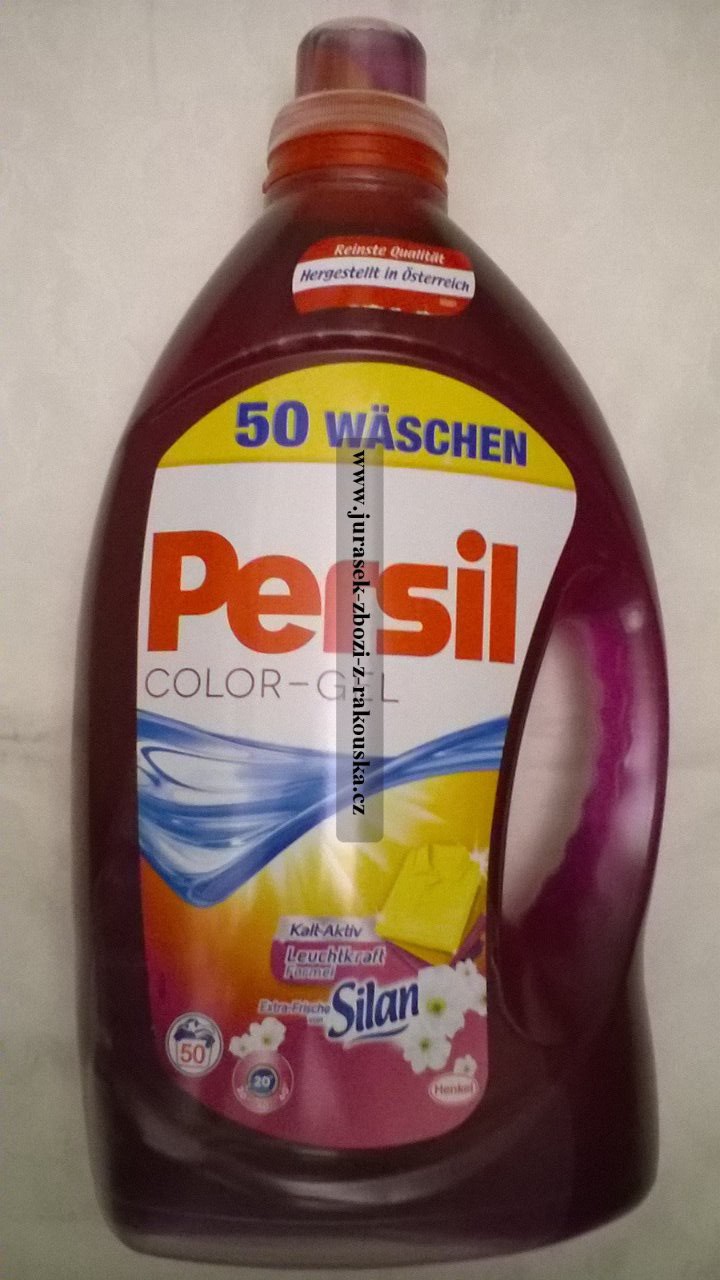 Reinste Qualität
Hergestellt in Österreich
50 WÄSCHEN
Persil
COLOR-GEL
www.jurasek-zbozi-z-rakouska.cz
Kalt-Aktiv
Leuchtkraft
Formel
Extra-Frische
von
Silan
50
20°
Henkel